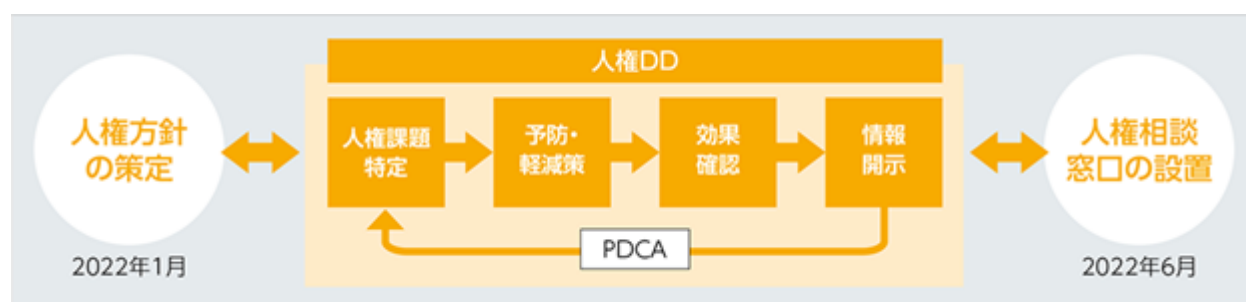 人権DD
人権方針
の策定
2022年1月
人権課題
特定
予防・
軽減策
効果
確認
情報
開示
PDCA
人権相談
窓口の設置
2022年6月